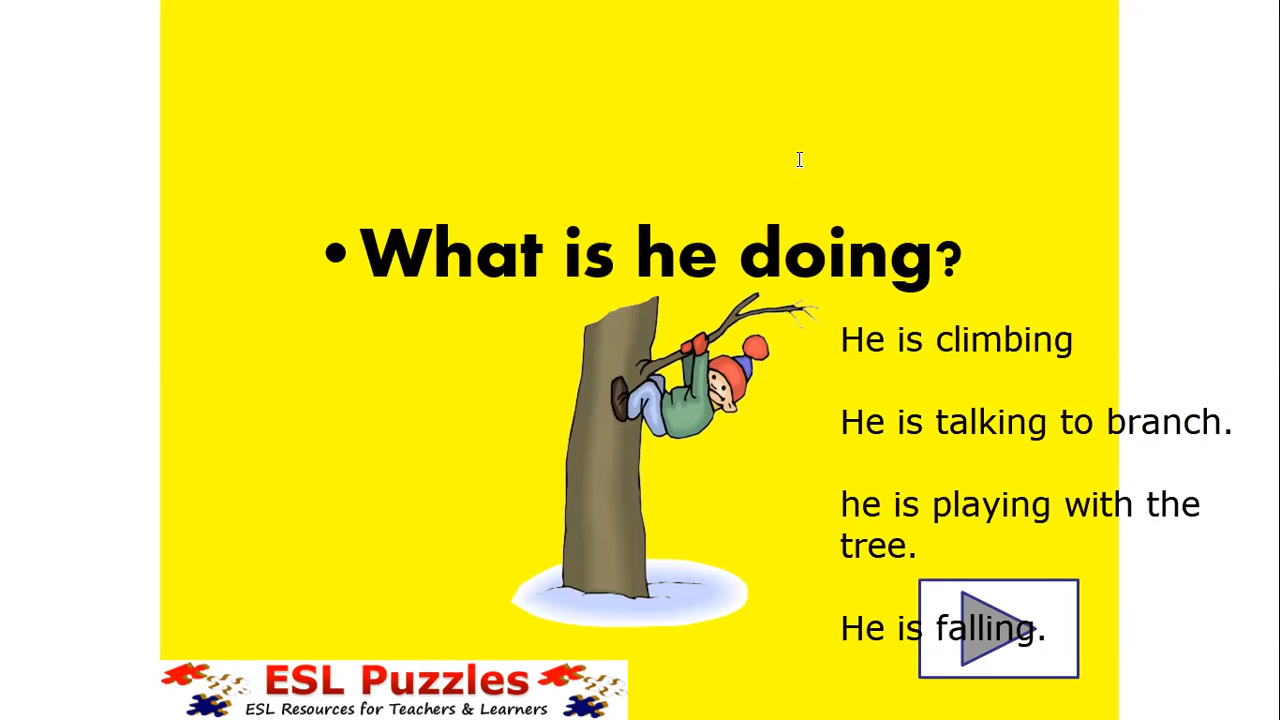 • What is he doing?
He is climbing
He is talking to branch.
he is playing with the
tree.
He is falling.
ESL Puzzles
ESL Resources for Teachers & Learners